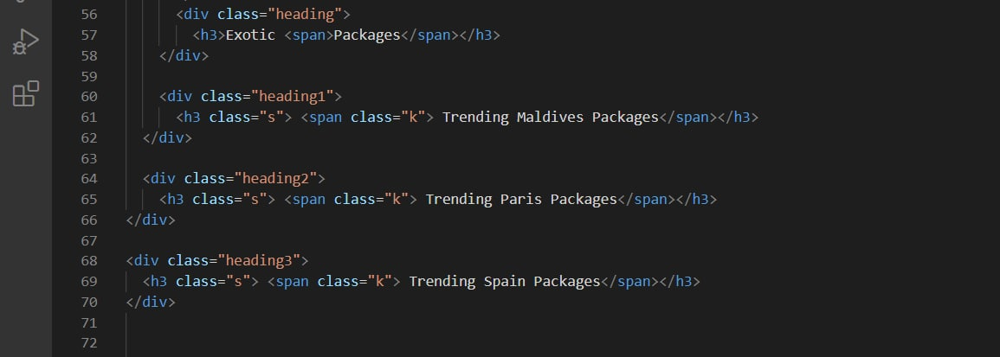 56 <div class="heading">
57 <h3>Exotic <span>Packages</span></h3>
58 </div>
59
60 <div class="heading1">
61 <h3 class="s"> <span class="k"> Trending Maldives Packages</span></h3>
62 </div>
63
64 <div class="heading2">
65 <h3 class="s"> <span class="k"> Trending Paris Packages</span></h3>
66 </div>
67
68 <div class="heading3">
69 <h3 class="s"> <span class="k"> Trending Spain Packages</span></h3>
70 </div>
71
72